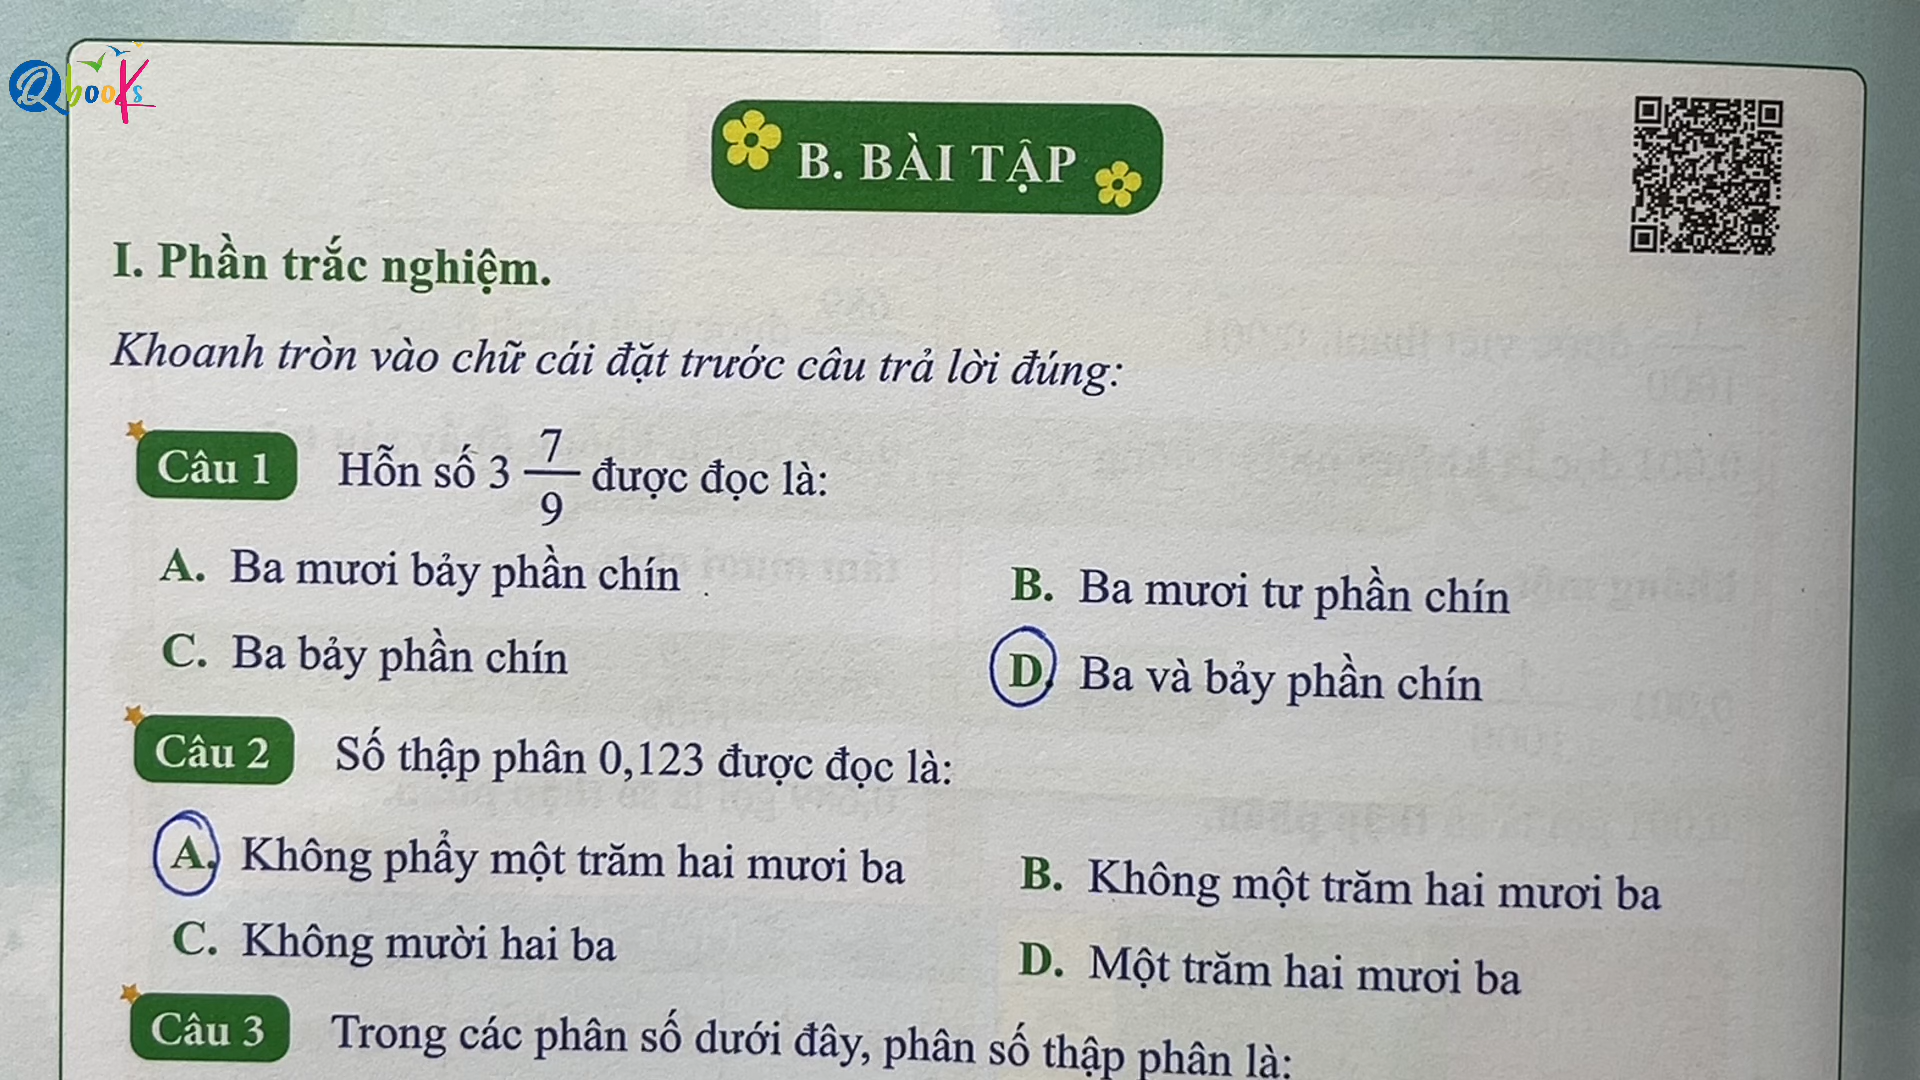 Qbooks
B. BÀI TẬP
I. Phần trắc nghiệm.
Khoanh tròn vào chữ cái đặt trước câu trả lời đúng:
Câu 1 Hỗn số 3 7/9 được đọc là:
A. Ba mươi bảy phần chín
B. Ba mươi tư phần chín
C. Ba bảy phần chín
D. Ba và bảy phần chín
Câu 2 Số thập phân 0,123 được đọc là:
A. Không phẩy một trăm hai mươi ba
B. Không một trăm hai mươi ba
C. Không mười hai ba
D. Một trăm hai mươi ba
Câu 3 Trong các phân số dưới đây, phân số thập phân là: